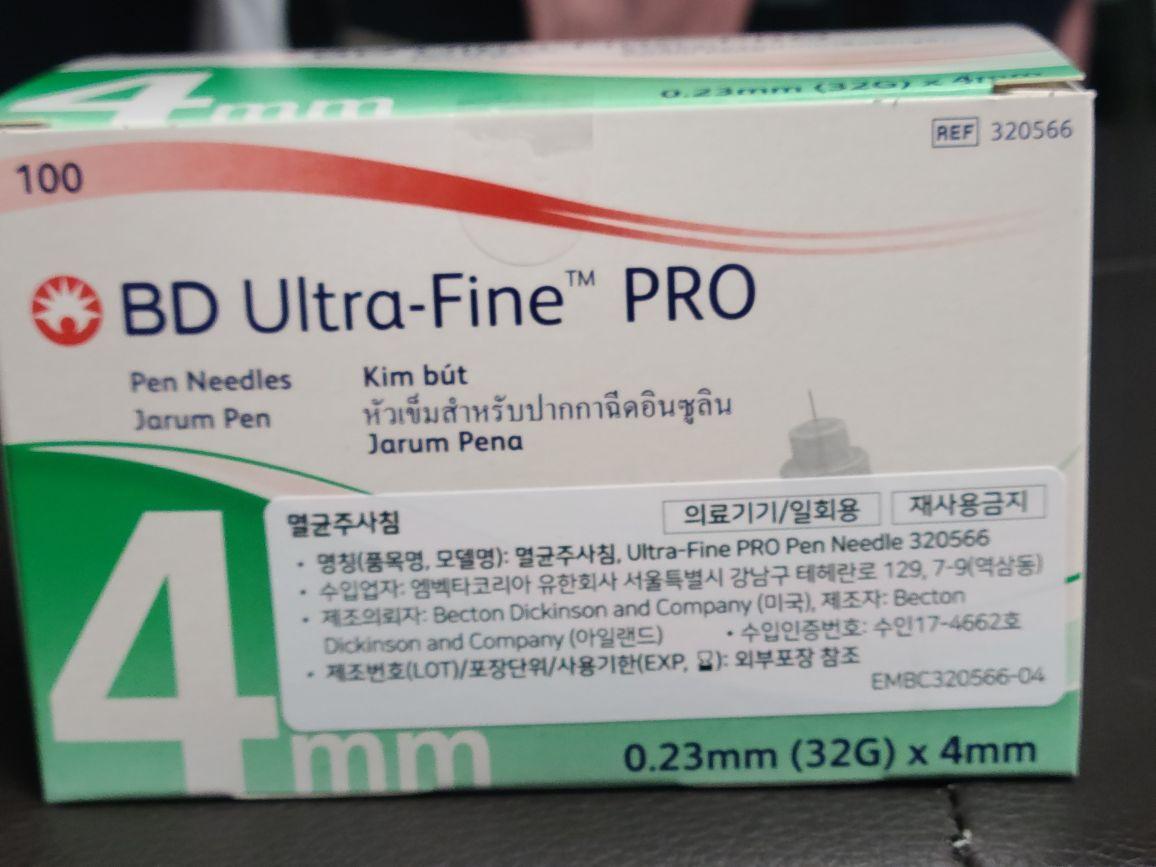 4mm
0.23mm (32G) x 4mm
REF 320566
100
BD Ultra-Fine™ PRO
Pen Needles
Jarum Pen
Kim bút
หัวเข็มสำหรับปากกาฉีดอินซูลิน
Jarum Pena
멸균주사침
의료기기/일회용
재사용금지
• 명칭(품목명, 모델명): 멸균주사침, Ultra-Fine PRO Pen Needle 320566
• 수입업자: 엠벡타코리아 유한회사 서울특별시 강남구 테헤란로 129, 7-9(역삼동)
• 제조의뢰자: Becton Dickinson and Company (미국), 제조자: Becton
Dickinson and Company (아일랜드) • 수입인증번호: 수인17-4662호
• 제조번호(LOT)/포장단위/사용기한(EXP, ⌛): 외부포장 참조
EMBC320566-04
4mm
0.23mm (32G) x 4mm